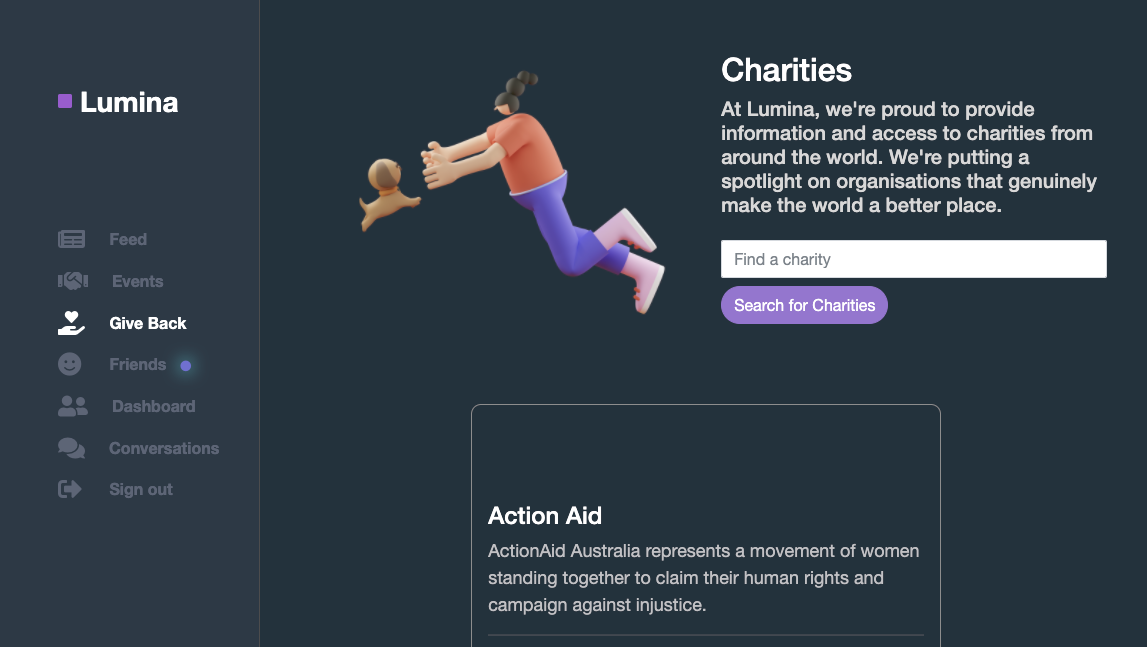 Lumina
Feed
Events
Give Back
Friends
Dashboard
Conversations
Sign out
Charities
At Lumina, we're proud to provide
information and access to charities from
around the world. We're putting a
spotlight on organisations that genuinely
make the world a better place.
Find a charity
Search for Charities
Action Aid
ActionAid Australia represents a movement of women
standing together to claim their human rights and
campaign against injustice.